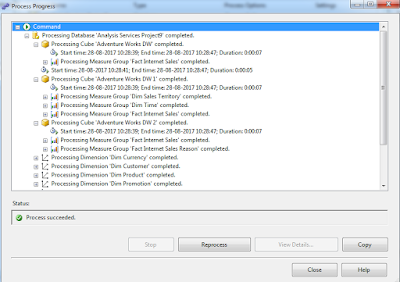 Process Progress
Command
Processing Database 'Analysis Services Project9' completed.
Processing Cube 'Adventure Works DW' completed.
Start time: 28-08-2017 10:28:39; End time: 28-08-2017 10:28:47; Duration: 0:00:07
Processing Measure Group 'Fact Internet Sales' completed.
Start time: 28-08-2017 10:28:41; End time: 28-08-2017 10:28:47; Duration: 0:00:05
Processing Cube 'Adventure Works DW 1' completed.
Start time: 28-08-2017 10:28:39; End time: 28-08-2017 10:28:47; Duration: 0:00:07
Processing Measure Group 'Dim Sales Territory' completed.
Processing Measure Group 'Dim Time' completed.
Processing Measure Group 'Fact Internet Sales' completed.
Processing Cube 'Adventure Works DW 2' completed.
Start time: 28-08-2017 10:28:39; End time: 28-08-2017 10:28:47; Duration: 0:00:07
Processing Measure Group 'Fact Internet Sales' completed.
Processing Measure Group 'Fact Internet Sales Reason' completed.
Processing Dimension 'Dim Currency' completed.
Processing Dimension 'Dim Customer' completed.
Processing Dimension 'Dim Product' completed.
Processing Dimension 'Dim Promotion' completed.
Status:
Process succeeded.
Stop Reprocess View Details... Copy
Close Help